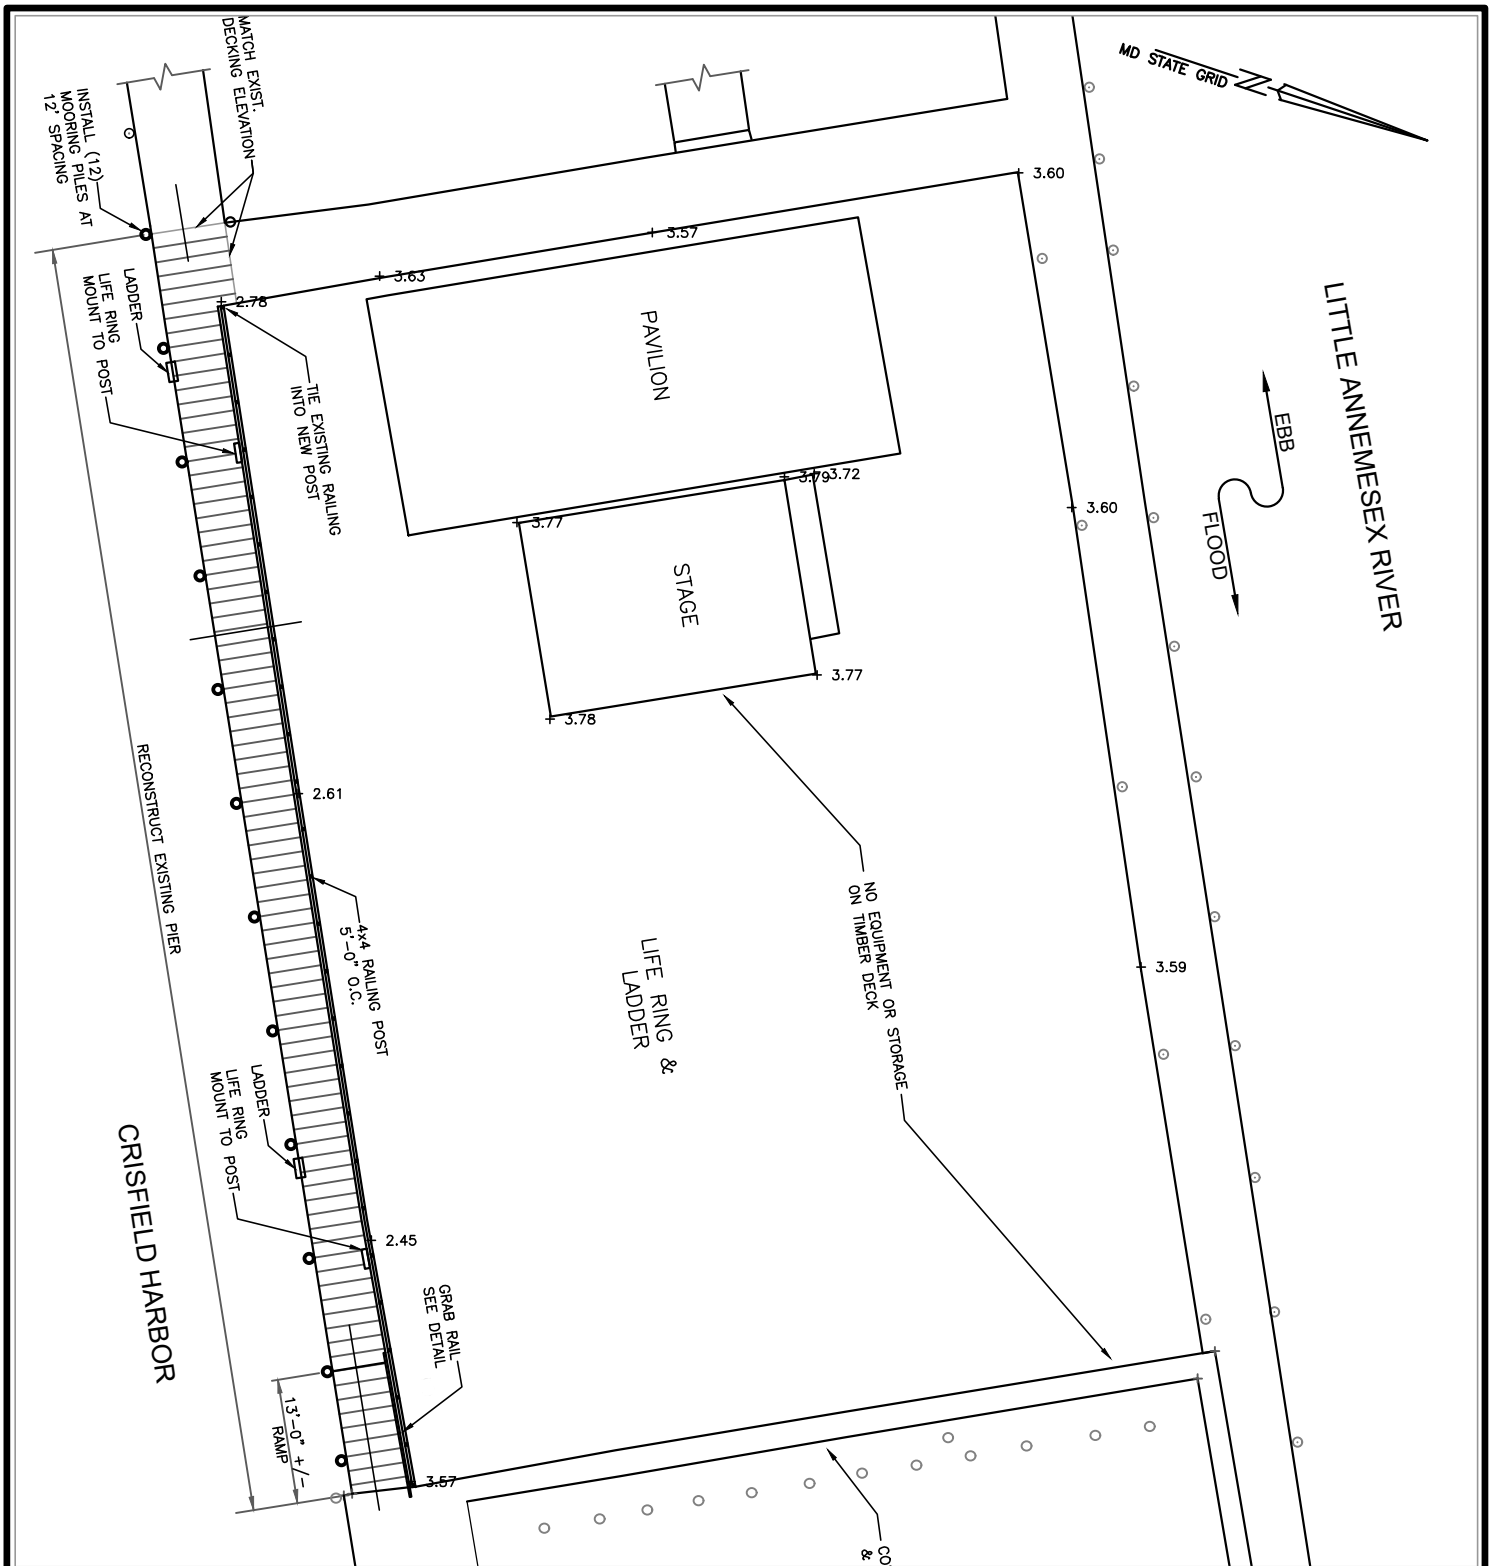 MATCH EXIST.
DECKING ELEVATION
INSTALL (12)
MOORING PILES AT
12' SPACING
MD STATE GRID
Z
LITTLE ANNEMESEX RIVER
EBB
FLOOD
3.60
3.57
3.63
2.78
LADDER
LIFE RING
MOUNT TO POST
TIE EXISTING RAILING
INTO NEW POST
PAVILION
3.79
3.72
3.77
3.60
STAGE
3.77
3.78
RECONSTRUCT EXISTING PIER
2.61
4x4 RAILING POST
5'-0" O.C.
NO EQUIPMENT OR STORAGE
ON TIMBER DECK
LIFE RING &
LADDER
3.59
LADDER
LIFE RING
MOUNT TO POST
2.45
CRISFIELD HARBOR
GRAB RAIL
SEE DETAIL
13'-0" +/-
RAMP
3.57
&